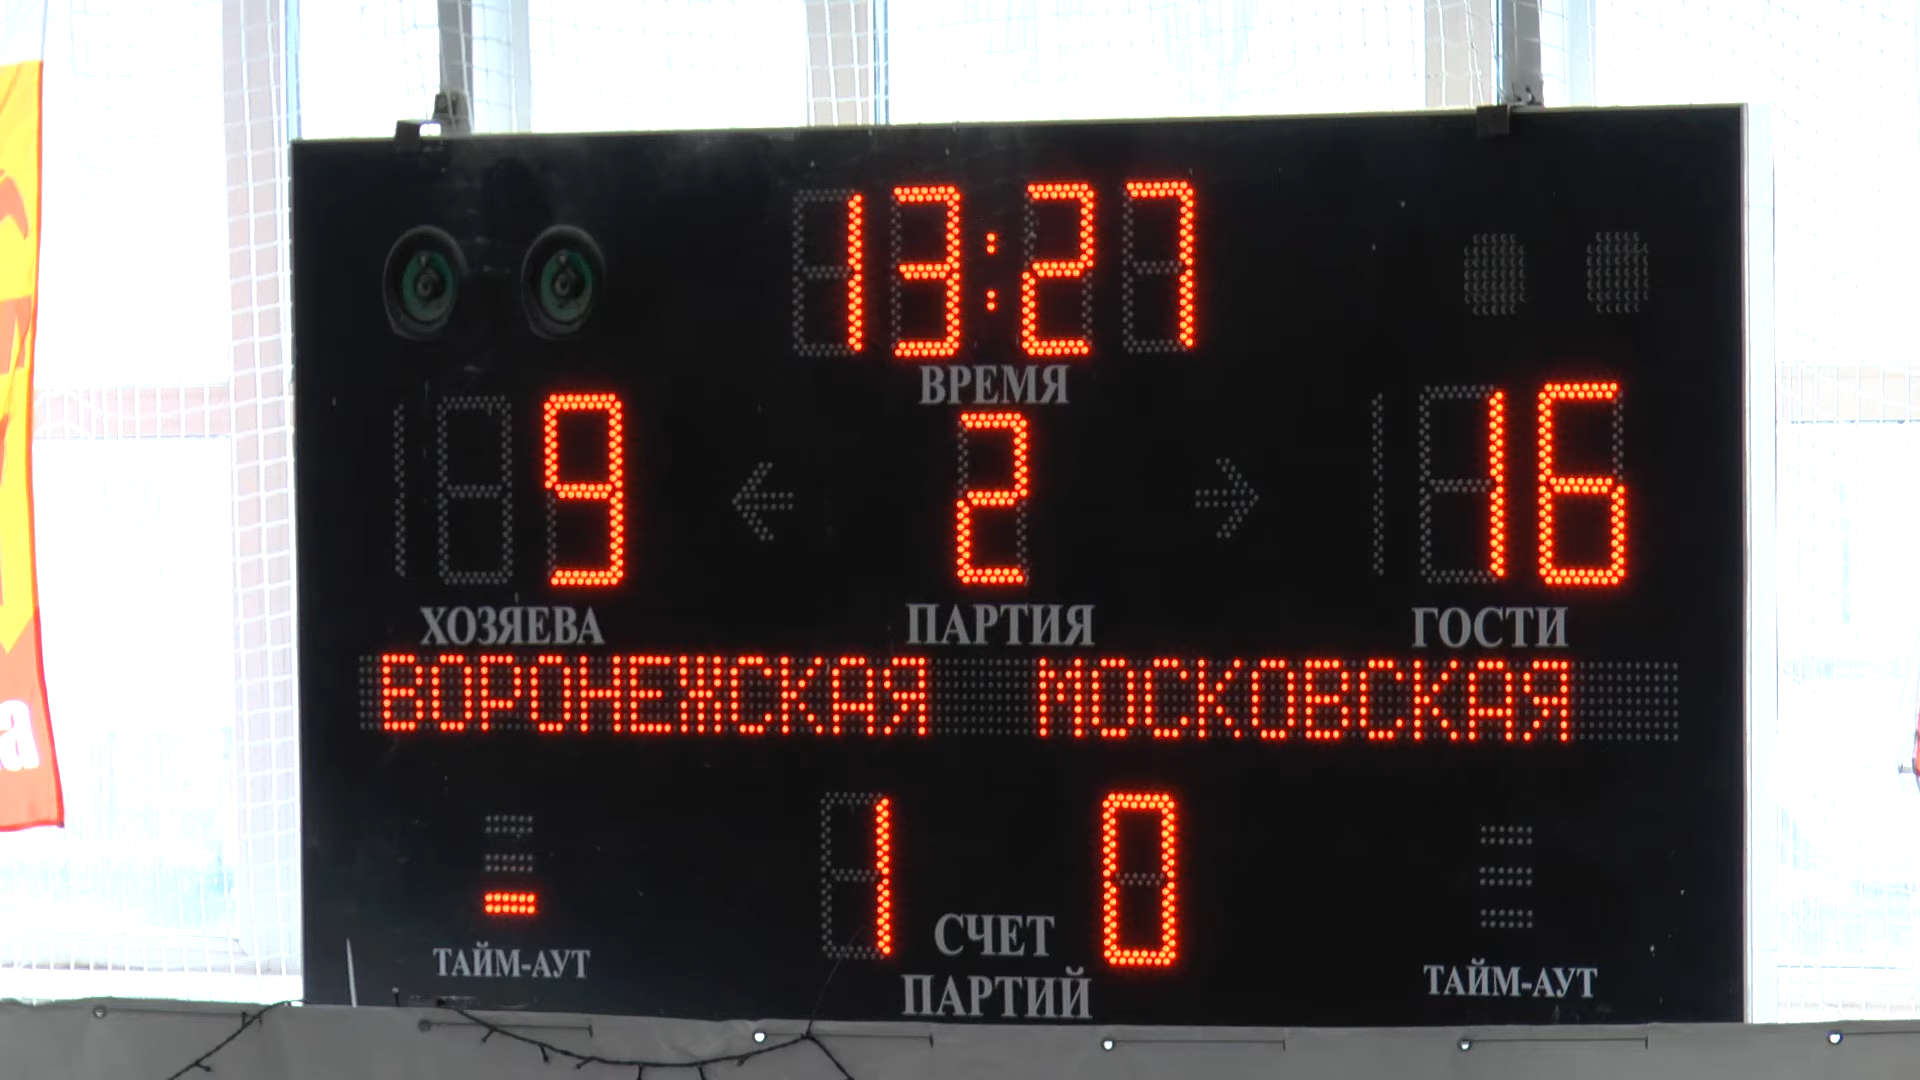 13:27
ВРЕМЯ
9 2 16
ХОЗЯЕВА ПАРТИЯ ГОСТИ
ВОРОНЕЖСКАЯ МОСКОВСКАЯ
1 0
ТАЙМ-АУТ СЧЕТ ПАРТИЙ ТАЙМ-АУТ
а